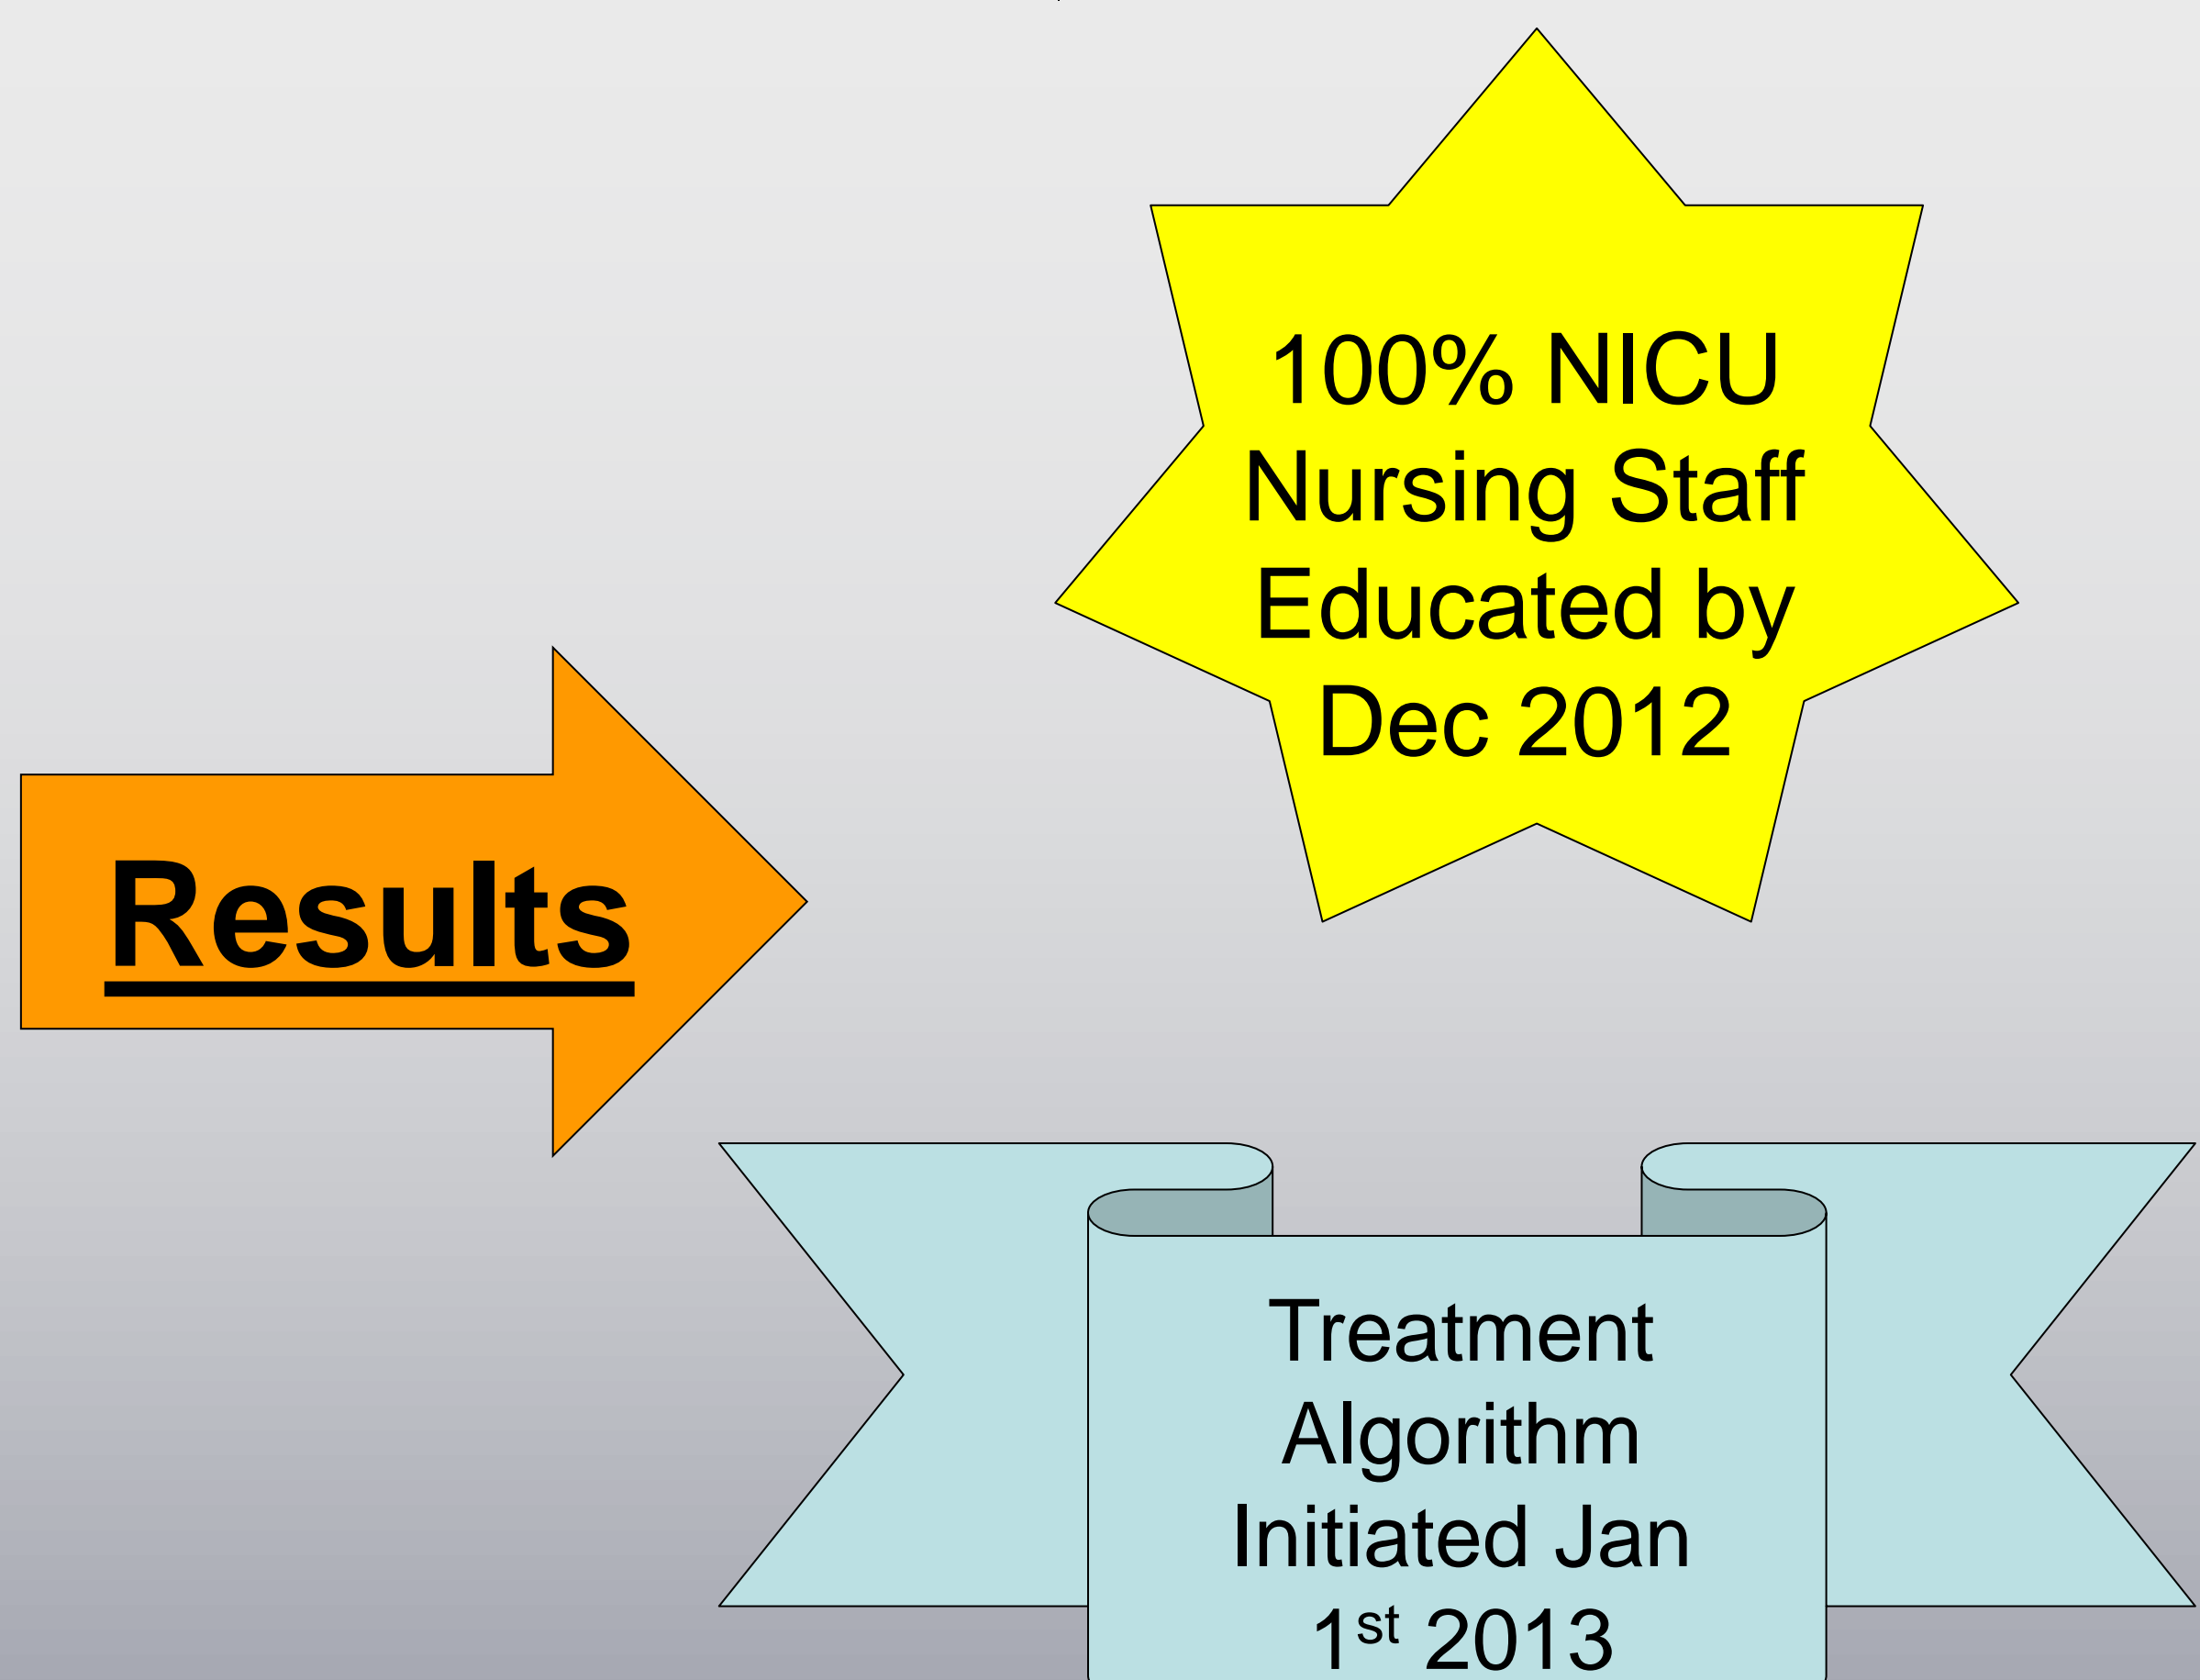 100% NICU
Nursing Staff
Educated by
Dec 2012
Results
Treatment
Algorithm
Initiated Jan
1st 2013